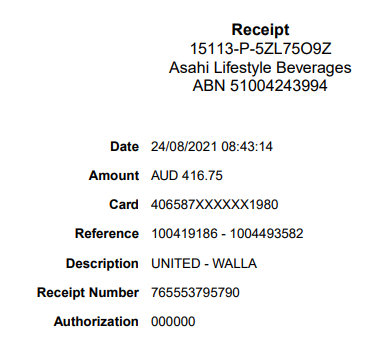 Receipt
15113-P-5ZL75O9Z
Asahi Lifestyle Beverages
ABN 51004243994
Date 24/08/2021 08:43:14
Amount AUD 416.75
Card 406587XXXXXX1980
Reference 100419186 - 1004493582
Description UNITED - WALLA
Receipt Number 765553795790
Authorization 000000